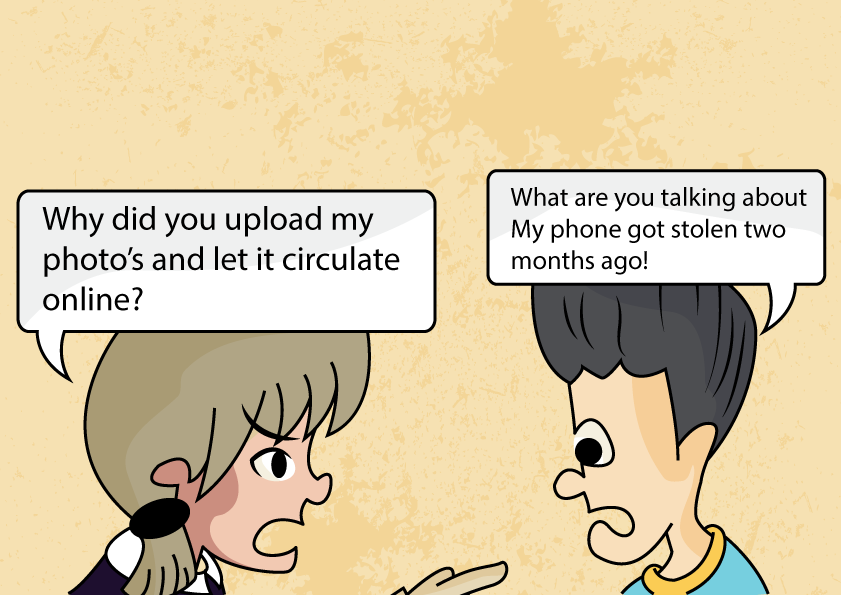 Why did you upload my
photo's and let it circulate
online?
What are you talking about
My phone got stolen two
months ago!